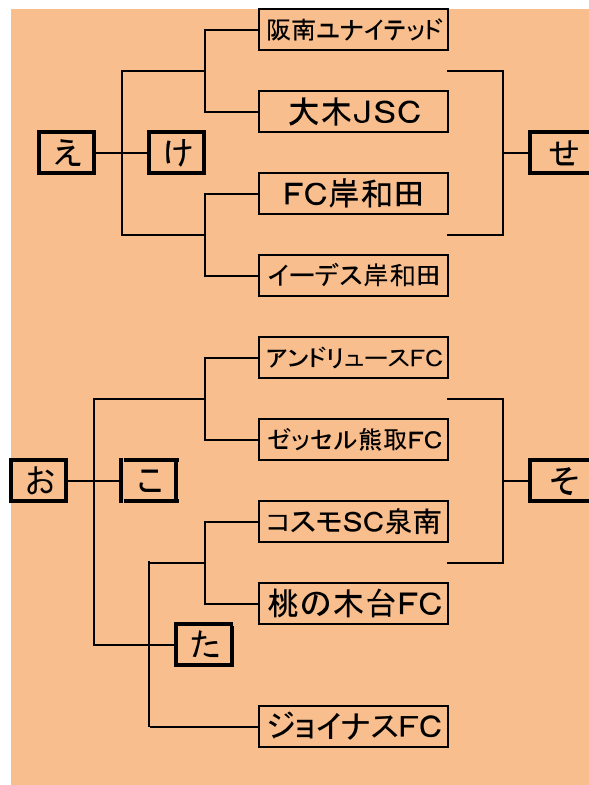 阪南ユナイテッド
大木JSC
え
け
せ
FC岸和田
イーデス岸和田
アンドリュースFC
ゼッセル熊取FC
お
こ
そ
コスモSC泉南
桃の木台FC
た
ジョイナスFC